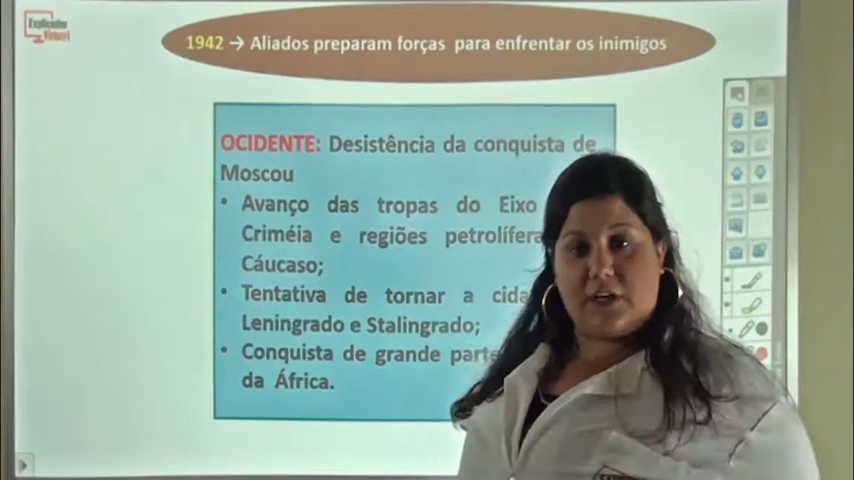 Explicador
Virtual
1942 → Aliados preparam forças para enfrentar os inimigos
OCIDENTE: Desistência da conquista de
Moscou
• Avanço das tropas do Eixo
Criméia e regiões petrolífera
Cáucaso;
• Tentativa de tornar a cida
Leningrado e Stalingrado;
• Conquista de grande parte
da África.